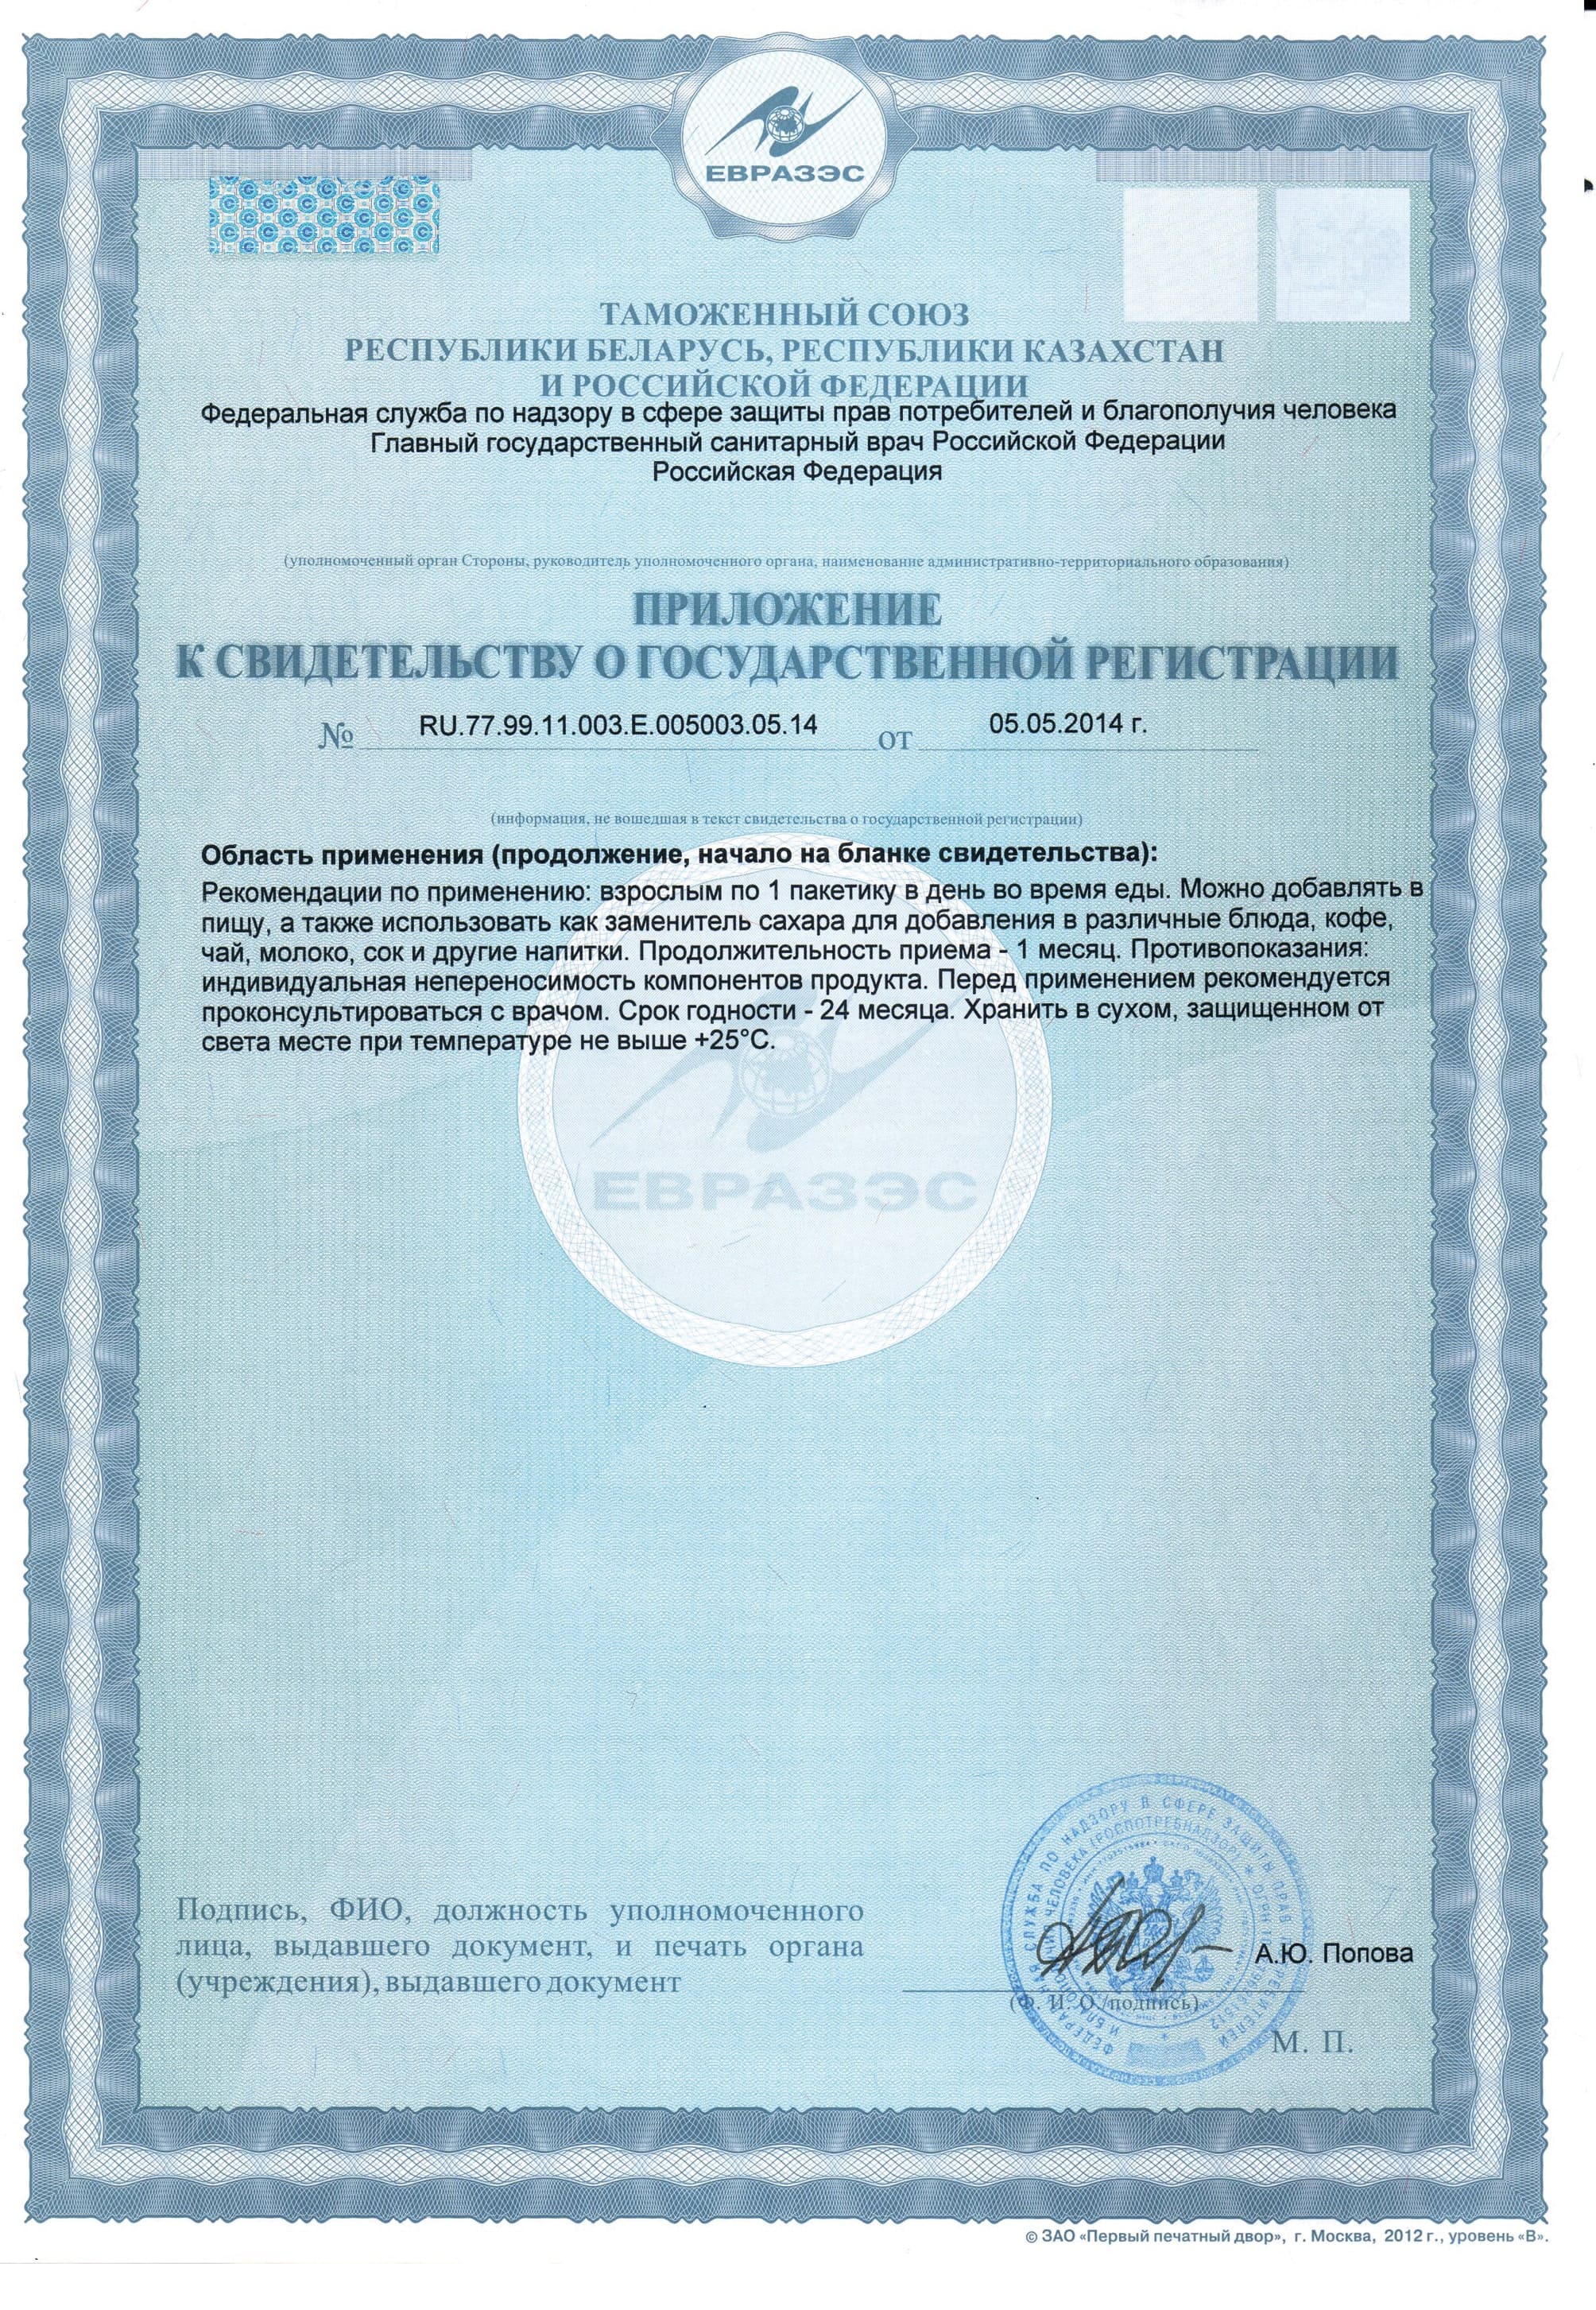 ЕВРАЗЭС
ТАМОЖЕННЫЙ СОЮЗ
РЕСПУБЛИКИ БЕЛАРУСЬ, РЕСПУБЛИКИ КАЗАХСТАН
И РОССИЙСКОЙ ФЕДЕРАЦИИ
Федеральная служба по надзору в сфере защиты прав потребителей и благополучия человека
Главный государственный санитарный врач Российской Федерации
Российская Федерация
(уполномоченный орган Стороны, руководитель уполномоченного органа, наименование административно-территориального образования)
ПРИЛОЖЕНИЕ
К СВИДЕТЕЛЬСТВУ О ГОСУДАРСТВЕННОЙ РЕГИСТРАЦИИ
№ RU.77.99.11.003.Е.005003.05.14 от 05.05.2014 г.
(информация, не вошедшая в текст свидетельства о государственной регистрации)
Область применения (продолжение, начало на бланке свидетельства):
Рекомендации по применению: взрослым по 1 пакетику в день во время еды. Можно добавлять в
пищу, а также использовать как заменитель сахара для добавления в различные блюда, кофе,
чай, молоко, сок и другие напитки. Продолжительность приема - 1 месяц. Противопоказания:
индивидуальная непереносимость компонентов продукта. Перед применением рекомендуется
проконсультироваться с врачом. Срок годности - 24 месяца. Хранить в сухом, защищенном от
света месте при температуре не выше +25°С.
ЕВРАЗЭС
Подпись, ФИО, должность уполномоченного
лица, выдавшего документ, и печать органа
(учреждения), выдавшего документ
ФЕДЕРАЛЬНАЯ СЛУЖБА ПО НАДЗОРУ В СФЕРЕ ЗАЩИТЫ ПРАВ ПОТРЕБИТЕЛЕЙ
И БЛАГОПОЛУЧИЯ ЧЕЛОВЕКА (РОСПОТРЕБНАДЗОР) * ОГРН
А.Ю. Попова
(Ф. И. О./подпись)
М. П.
© ЗАО «Первый печатный двор», г. Москва, 2012 г., уровень «В».